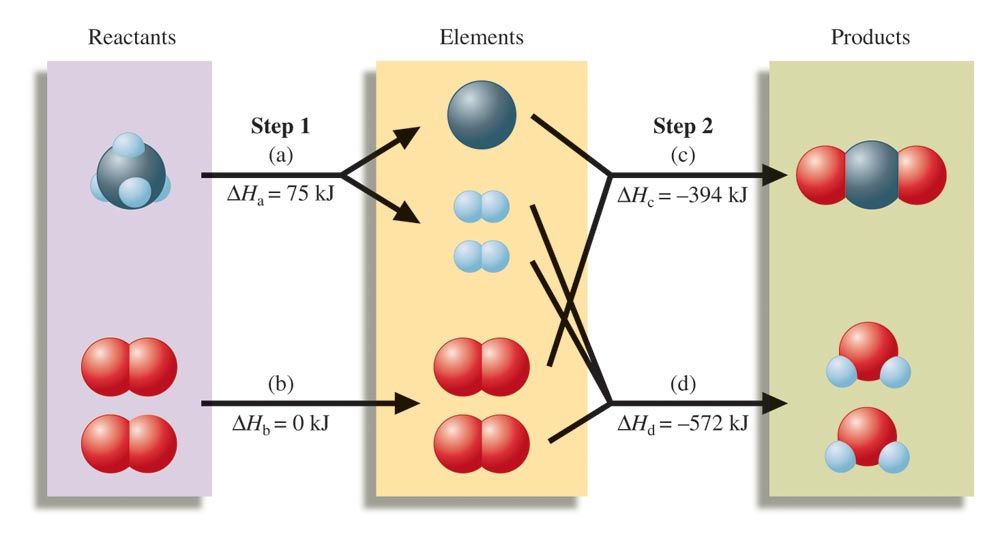 Reactants
Elements
Products
Step 1
(a)
ΔHa = 75 kJ
Step 2
(c)
ΔHc = –394 kJ
(b)
ΔHb = 0 kJ
(d)
ΔHd = –572 kJ